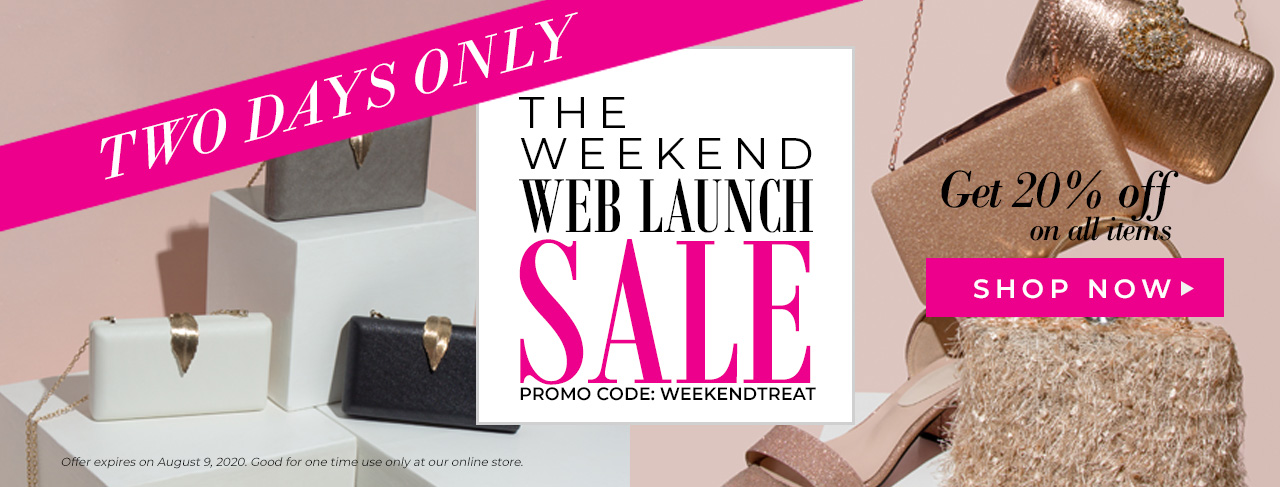 TWO DAYS ONLY
THE
WEEKEND
WEB LAUNCH
SALE
PROMO CODE: WEEKENDTREAT
Get 20% off
on all items
SHOP NOW
Offer expires on August 9, 2020. Good for one time use only at our online store.